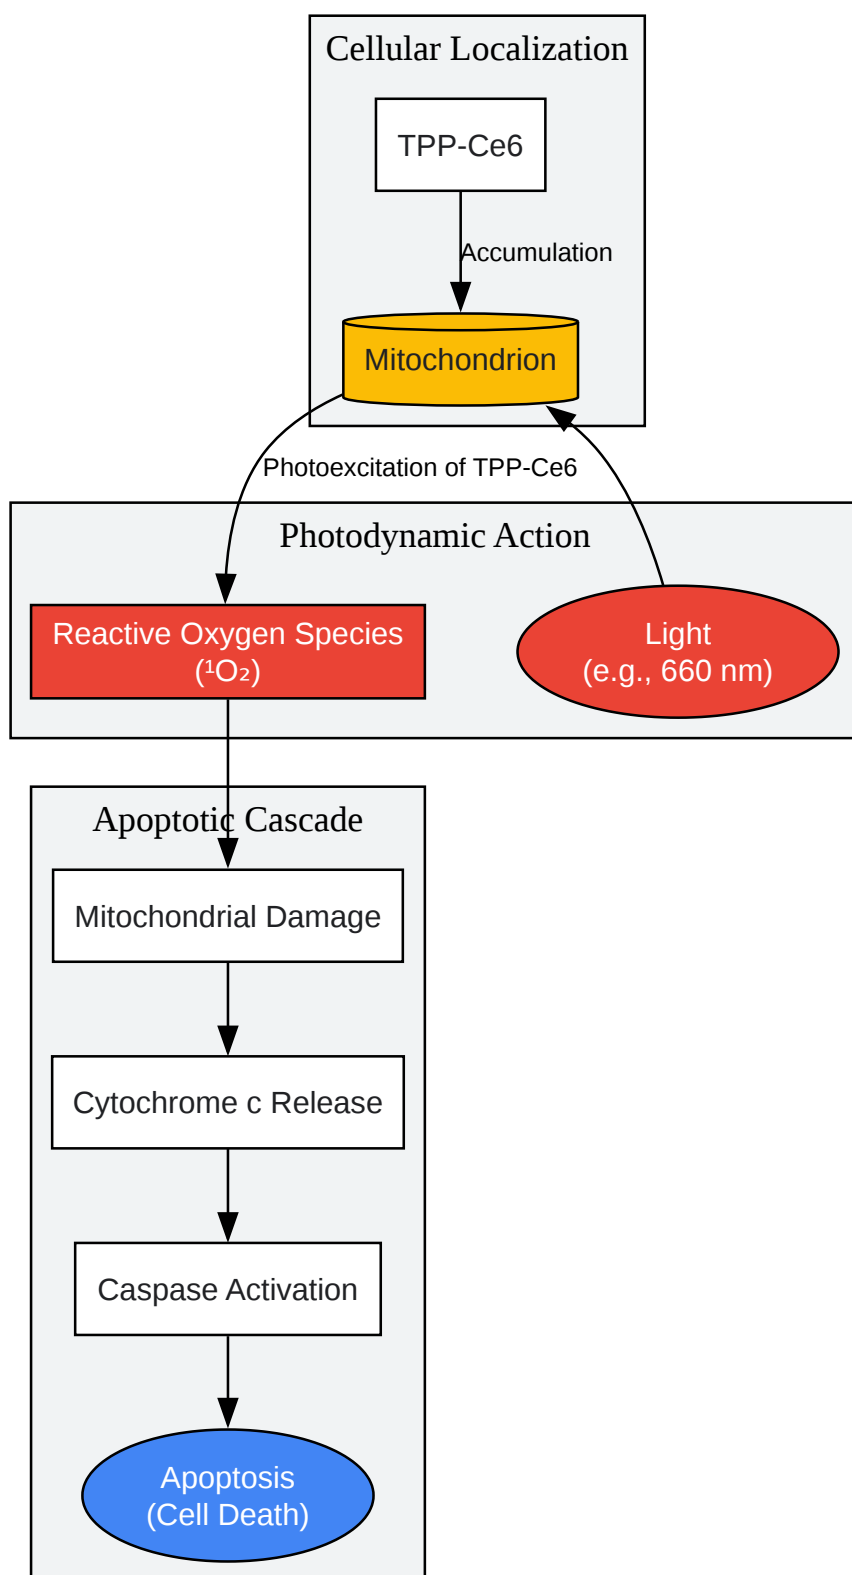 Cellular Localization
TPP-Ce6
Accumulation
Mitochondrion
Photoexcitation of TPP-Ce6
Photodynamic Action
Reactive Oxygen Species
(¹O₂)
Light
(e.g., 660 nm)
Apoptotic Cascade
Mitochondrial Damage
Cytochrome c Release
Caspase Activation
Apoptosis
(Cell Death)